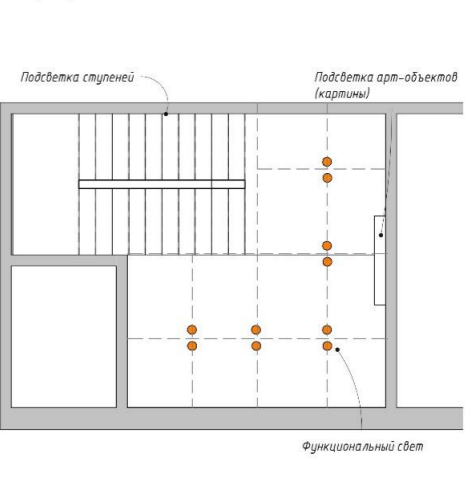 Подсветка ступеней
Подсветка арт-объектов
(картины)
Функциональный свет